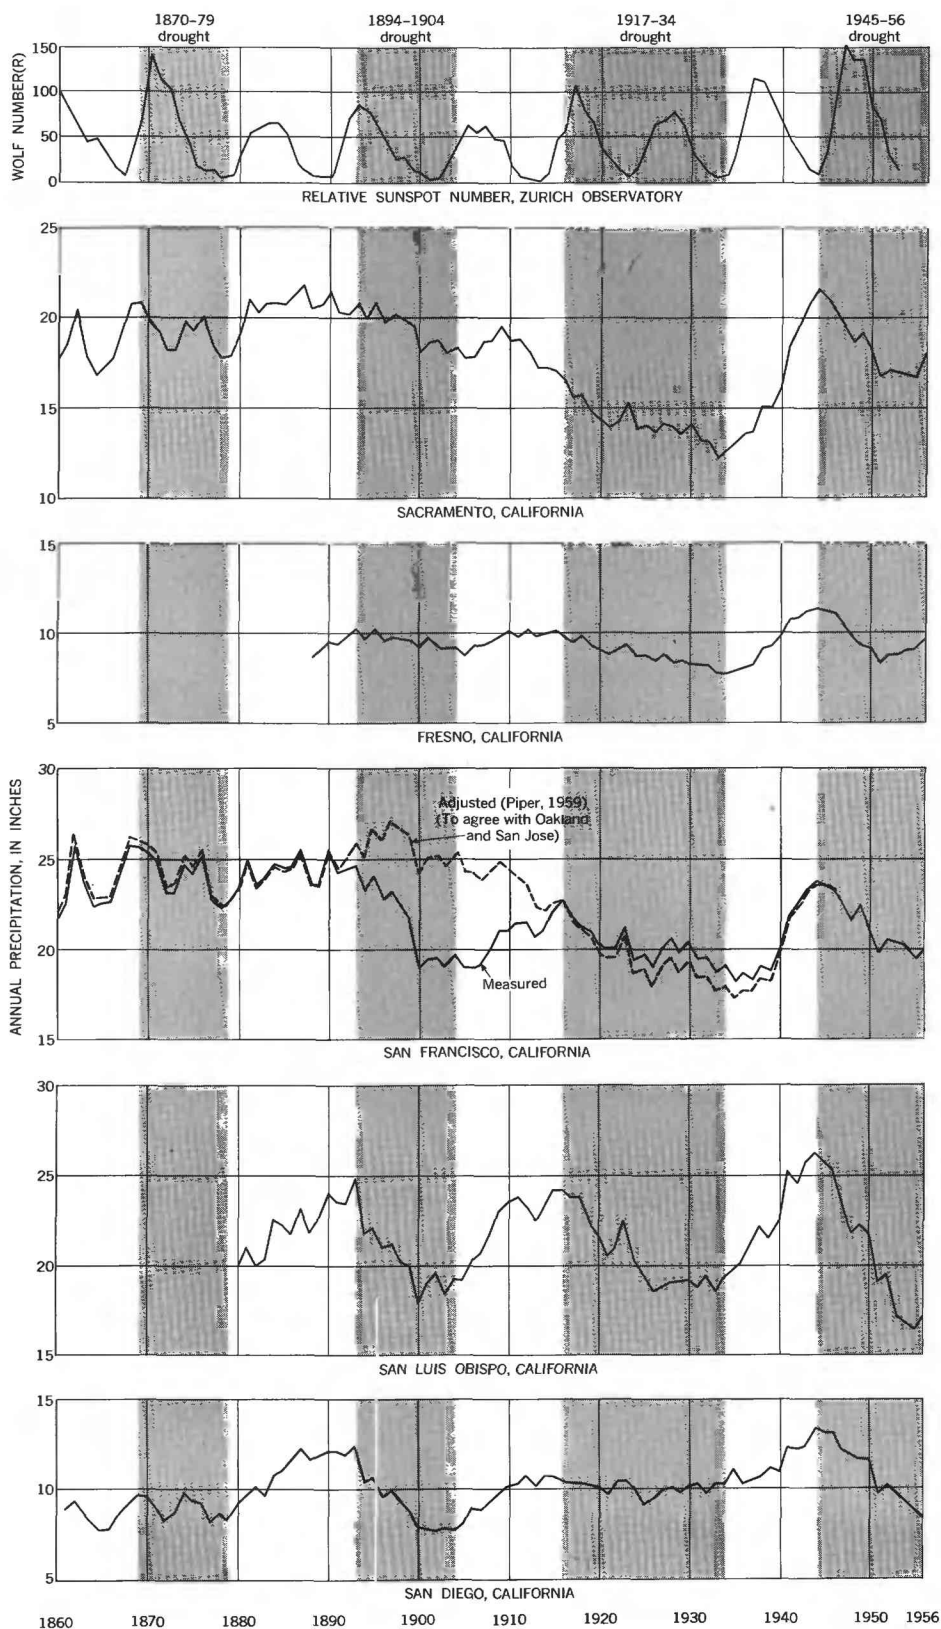 1870–79
drought
1894–1904
drought
1917–34
drought
1945–56
drought
WOLF NUMBER(R)
150
100
50
0
RELATIVE SUNSPOT NUMBER, ZURICH OBSERVATORY
25
20
15
10
SACRAMENTO, CALIFORNIA
15
10
5
FRESNO, CALIFORNIA
ANNUAL PRECIPITATION, IN INCHES
30
25
20
15
Adjusted (Piper, 1959)
(To agree with Oakland
and San Jose)
Measured
SAN FRANCISCO, CALIFORNIA
30
25
20
15
SAN LUIS OBISPO, CALIFORNIA
15
10
5
SAN DIEGO, CALIFORNIA
1860 1870 1880 1890 1900 1910 1920 1930 1940 1950 1956